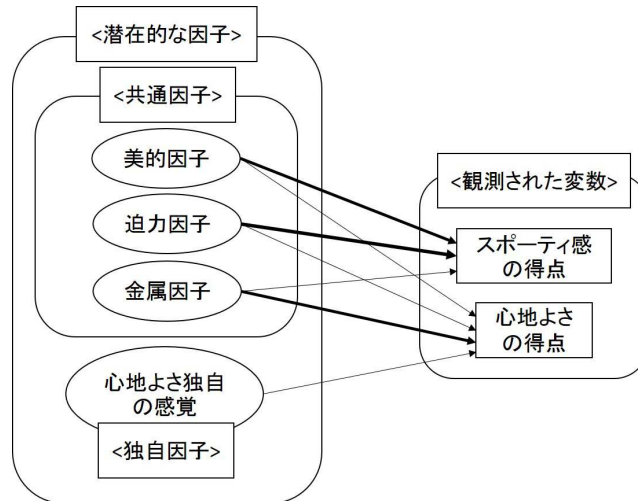 <潜在的な因子>
<共通因子>
美的因子
迫力因子
金属因子
心地よさ独自
の感覚
<独自因子>
<観測された変数>
スポーティ感
の得点
心地よさ
の得点